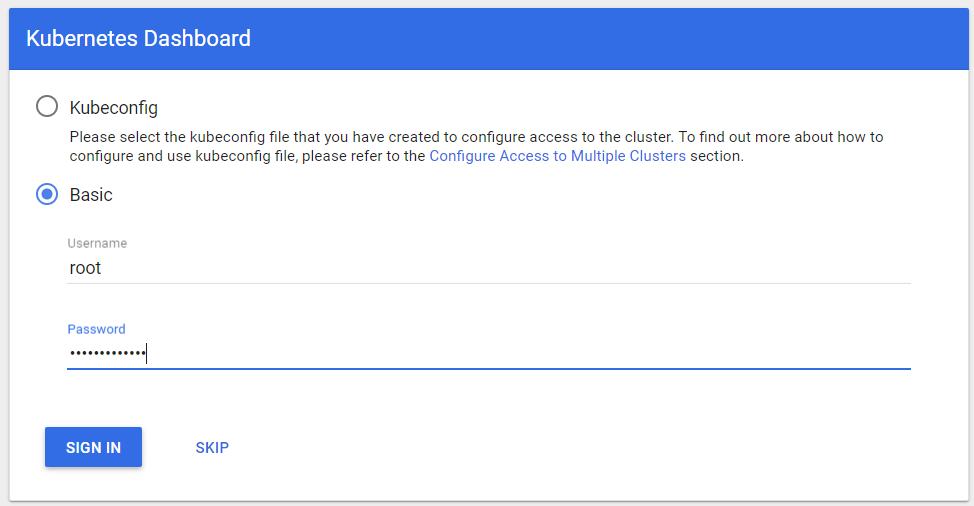 Kubernetes Dashboard
Kubeconfig
Please select the kubeconfig file that you have created to configure access to the cluster. To find out more about how to
configure and use kubeconfig file, please refer to the Configure Access to Multiple Clusters section.
Basic
Username
root
Password
•••••••••••••
SIGN IN
SKIP